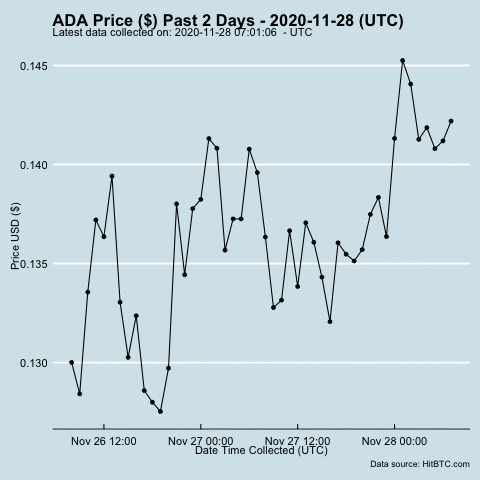 ADA Price ($) Past 2 Days - 2020-11-28 (UTC)
Latest data collected on: 2020-11-28 07:01:06  - UTC
0.145
0.140
0.135
0.130
Price USD ($)
Nov 26 12:00
Nov 27 00:00
Nov 27 12:00
Nov 28 00:00
Date Time Collected (UTC)
Data source: HitBTC.com